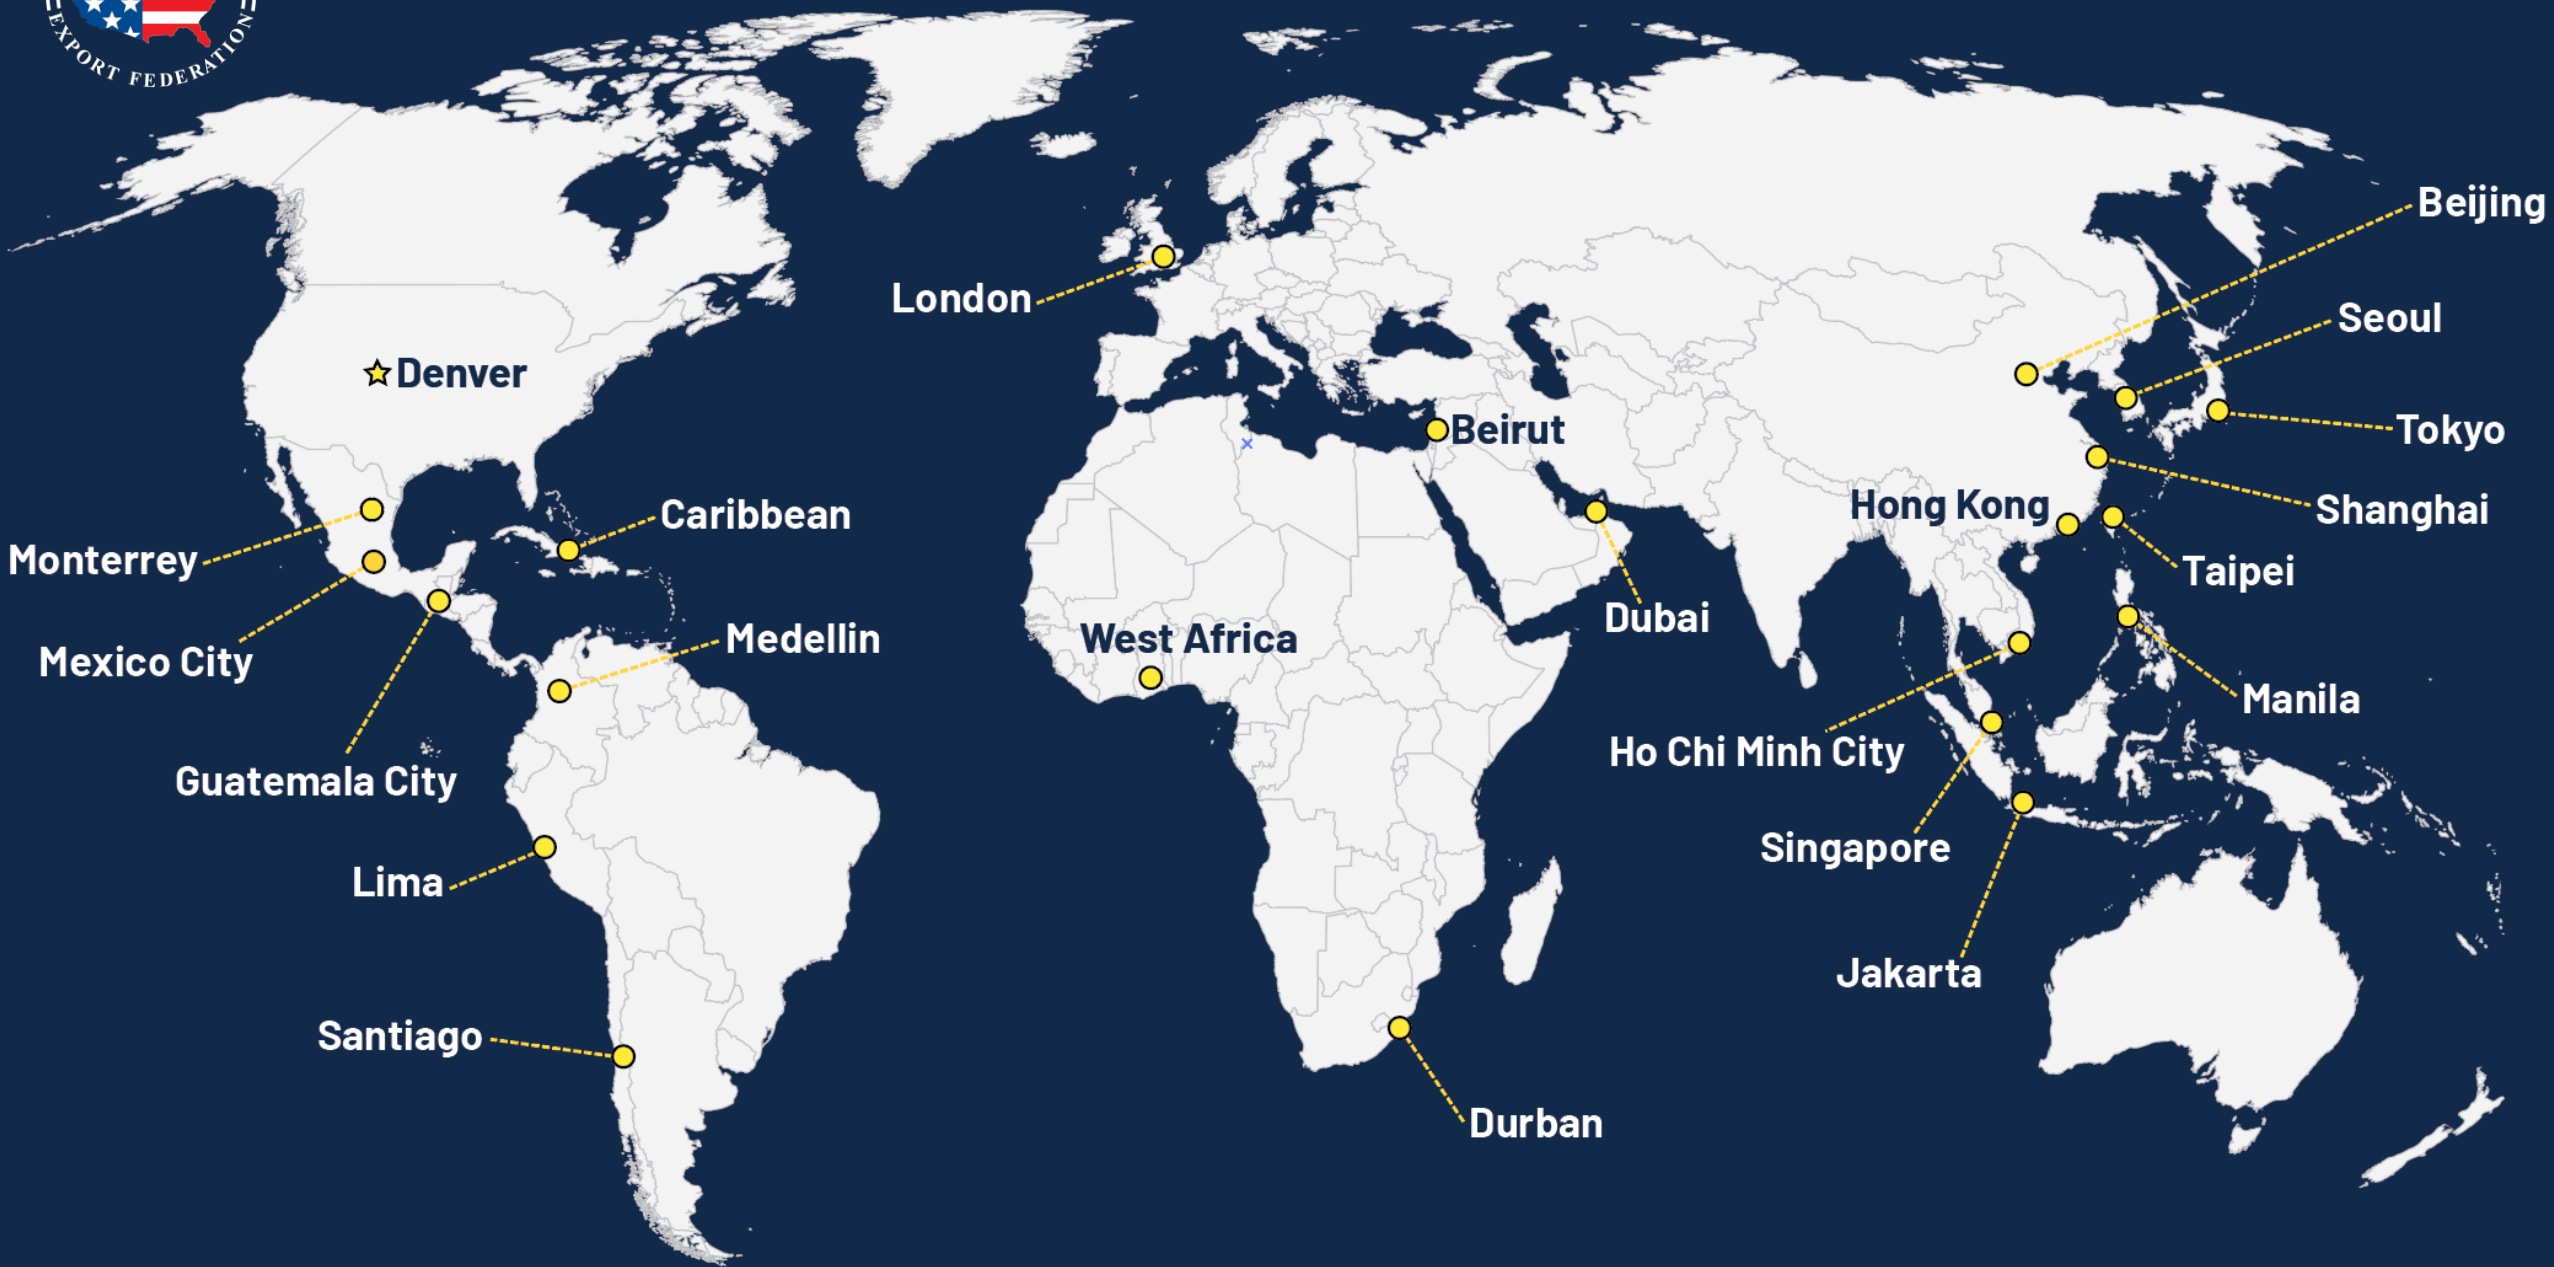 EXPORT FEDERATION
Beijing
London
Seoul
Denver
Beirut
Tokyo
Caribbean
Hong Kong
Shanghai
Monterrey
Taipei
Dubai
West Africa
Medellin
Mexico City
Manila
Ho Chi Minh City
Guatemala City
Singapore
Lima
Jakarta
Santiago
Durban